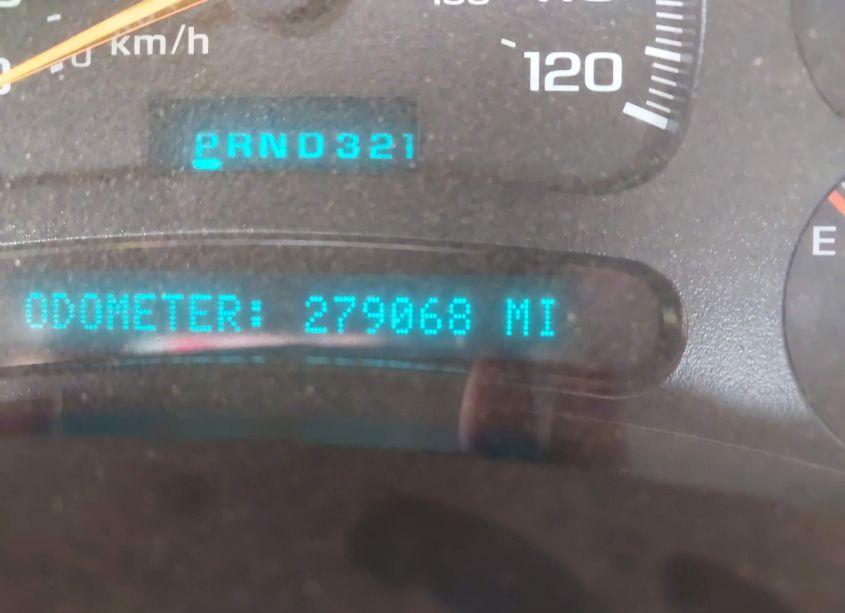 km/h
120
PRND321
E
ODOMETER: 279068 MI